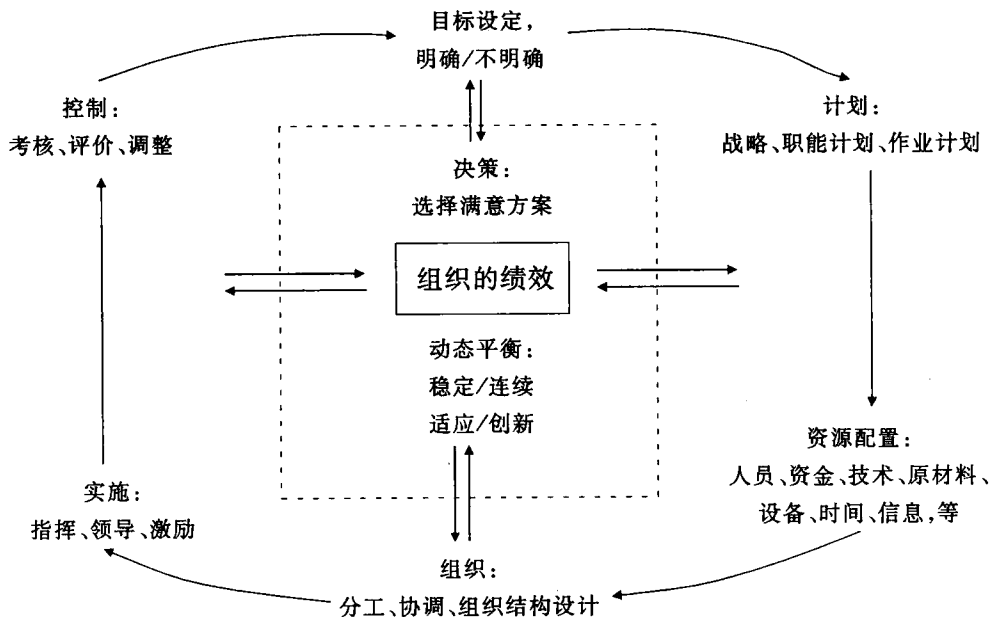 目标设定，
明确/不明确
控制：
考核、评价、调整
计划：
战略、职能计划、作业计划
决策：
选择满意方案
组织的绩效
动态平衡：
稳定/连续
适应/创新
资源配置：
人员、资金、技术、原材料、
设备、时间、信息，等
实施：
指挥、领导、激励
组织：
分工、协调、组织结构设计